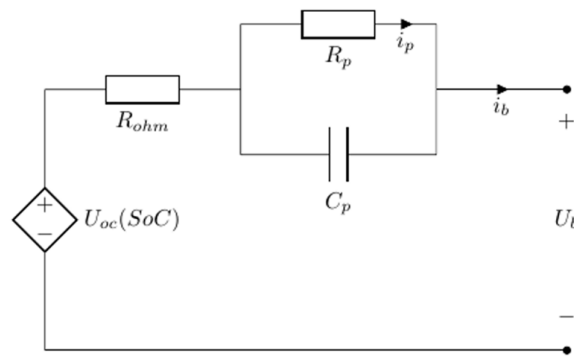 R_p
i_p
R_ohm
i_b
+
C_p
+
U_oc(SoC)
−
−